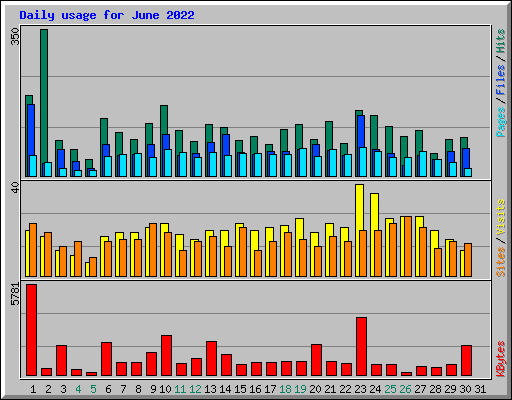 Daily usage for June 2022
350
Pages / Files / Hits
40
Sites / Visits
5781
KBytes
1 2 3 4 5 6 7 8 9 10 11 12 13 14 15 16 17 18 19 20 21 22 23 24 25 26 27 28 29 30 31